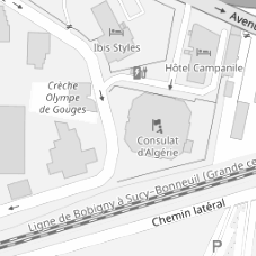 Avenu
Ibis Styles
Hôtel Campanile
Crèche
Olympe
de Gouges
Consulat
d'Algérie
Ligne de Bobigny à Sucy-Bonneuil (Grande ce
Chemin latéral
P